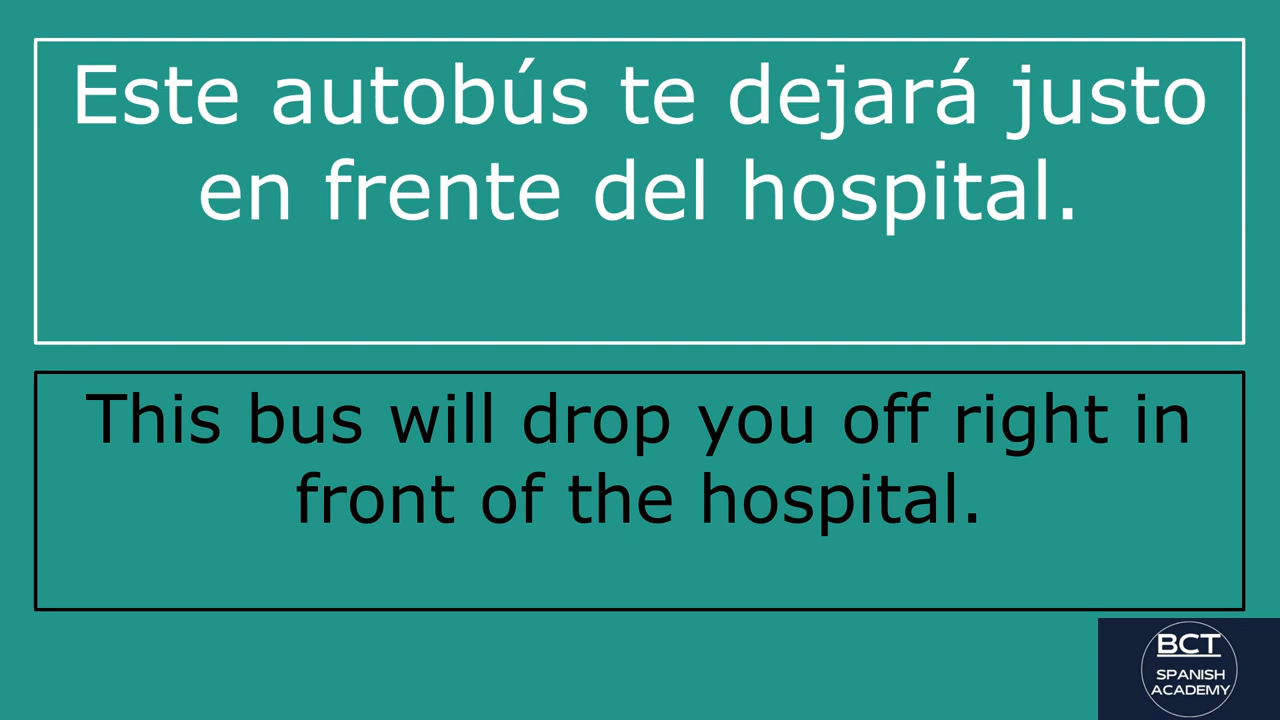 Este autobús te dejará justo
en frente del hospital.
This bus will drop you off right in
front of the hospital.
BCT
SPANISH
ACADEMY